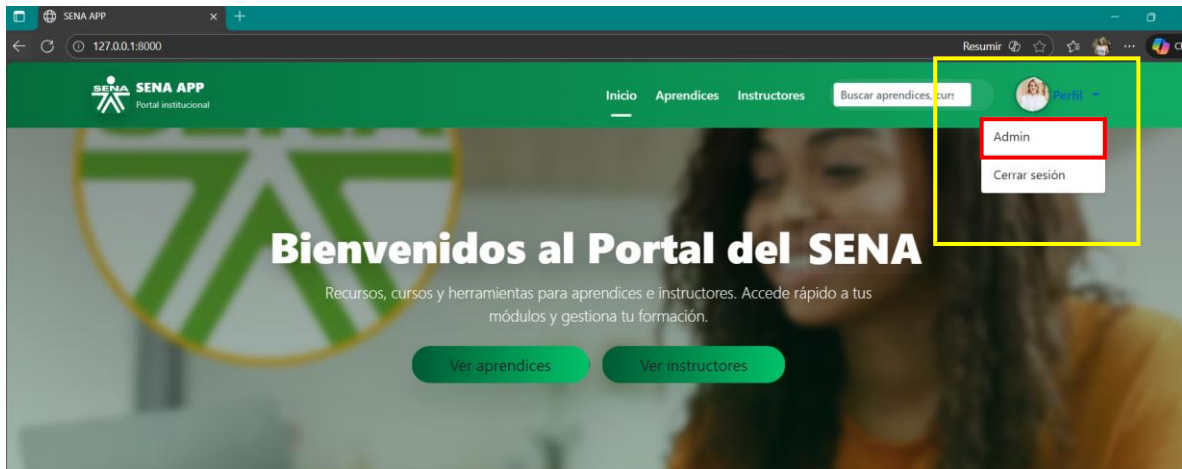 SENA APP
127.0.0.1:8000
Resumir
SENA
SENA APP
Portal institucional
Inicio Aprendices Instructores Buscar aprendices, Perfil
Admin
Cerrar sesión
Bienvenidos al Portal del SENA
Recursos, cursos y herramientas para aprendices e instructores. Accede rápido a tus
módulos y gestiona tu formación.
Ver aprendices Ver instructores